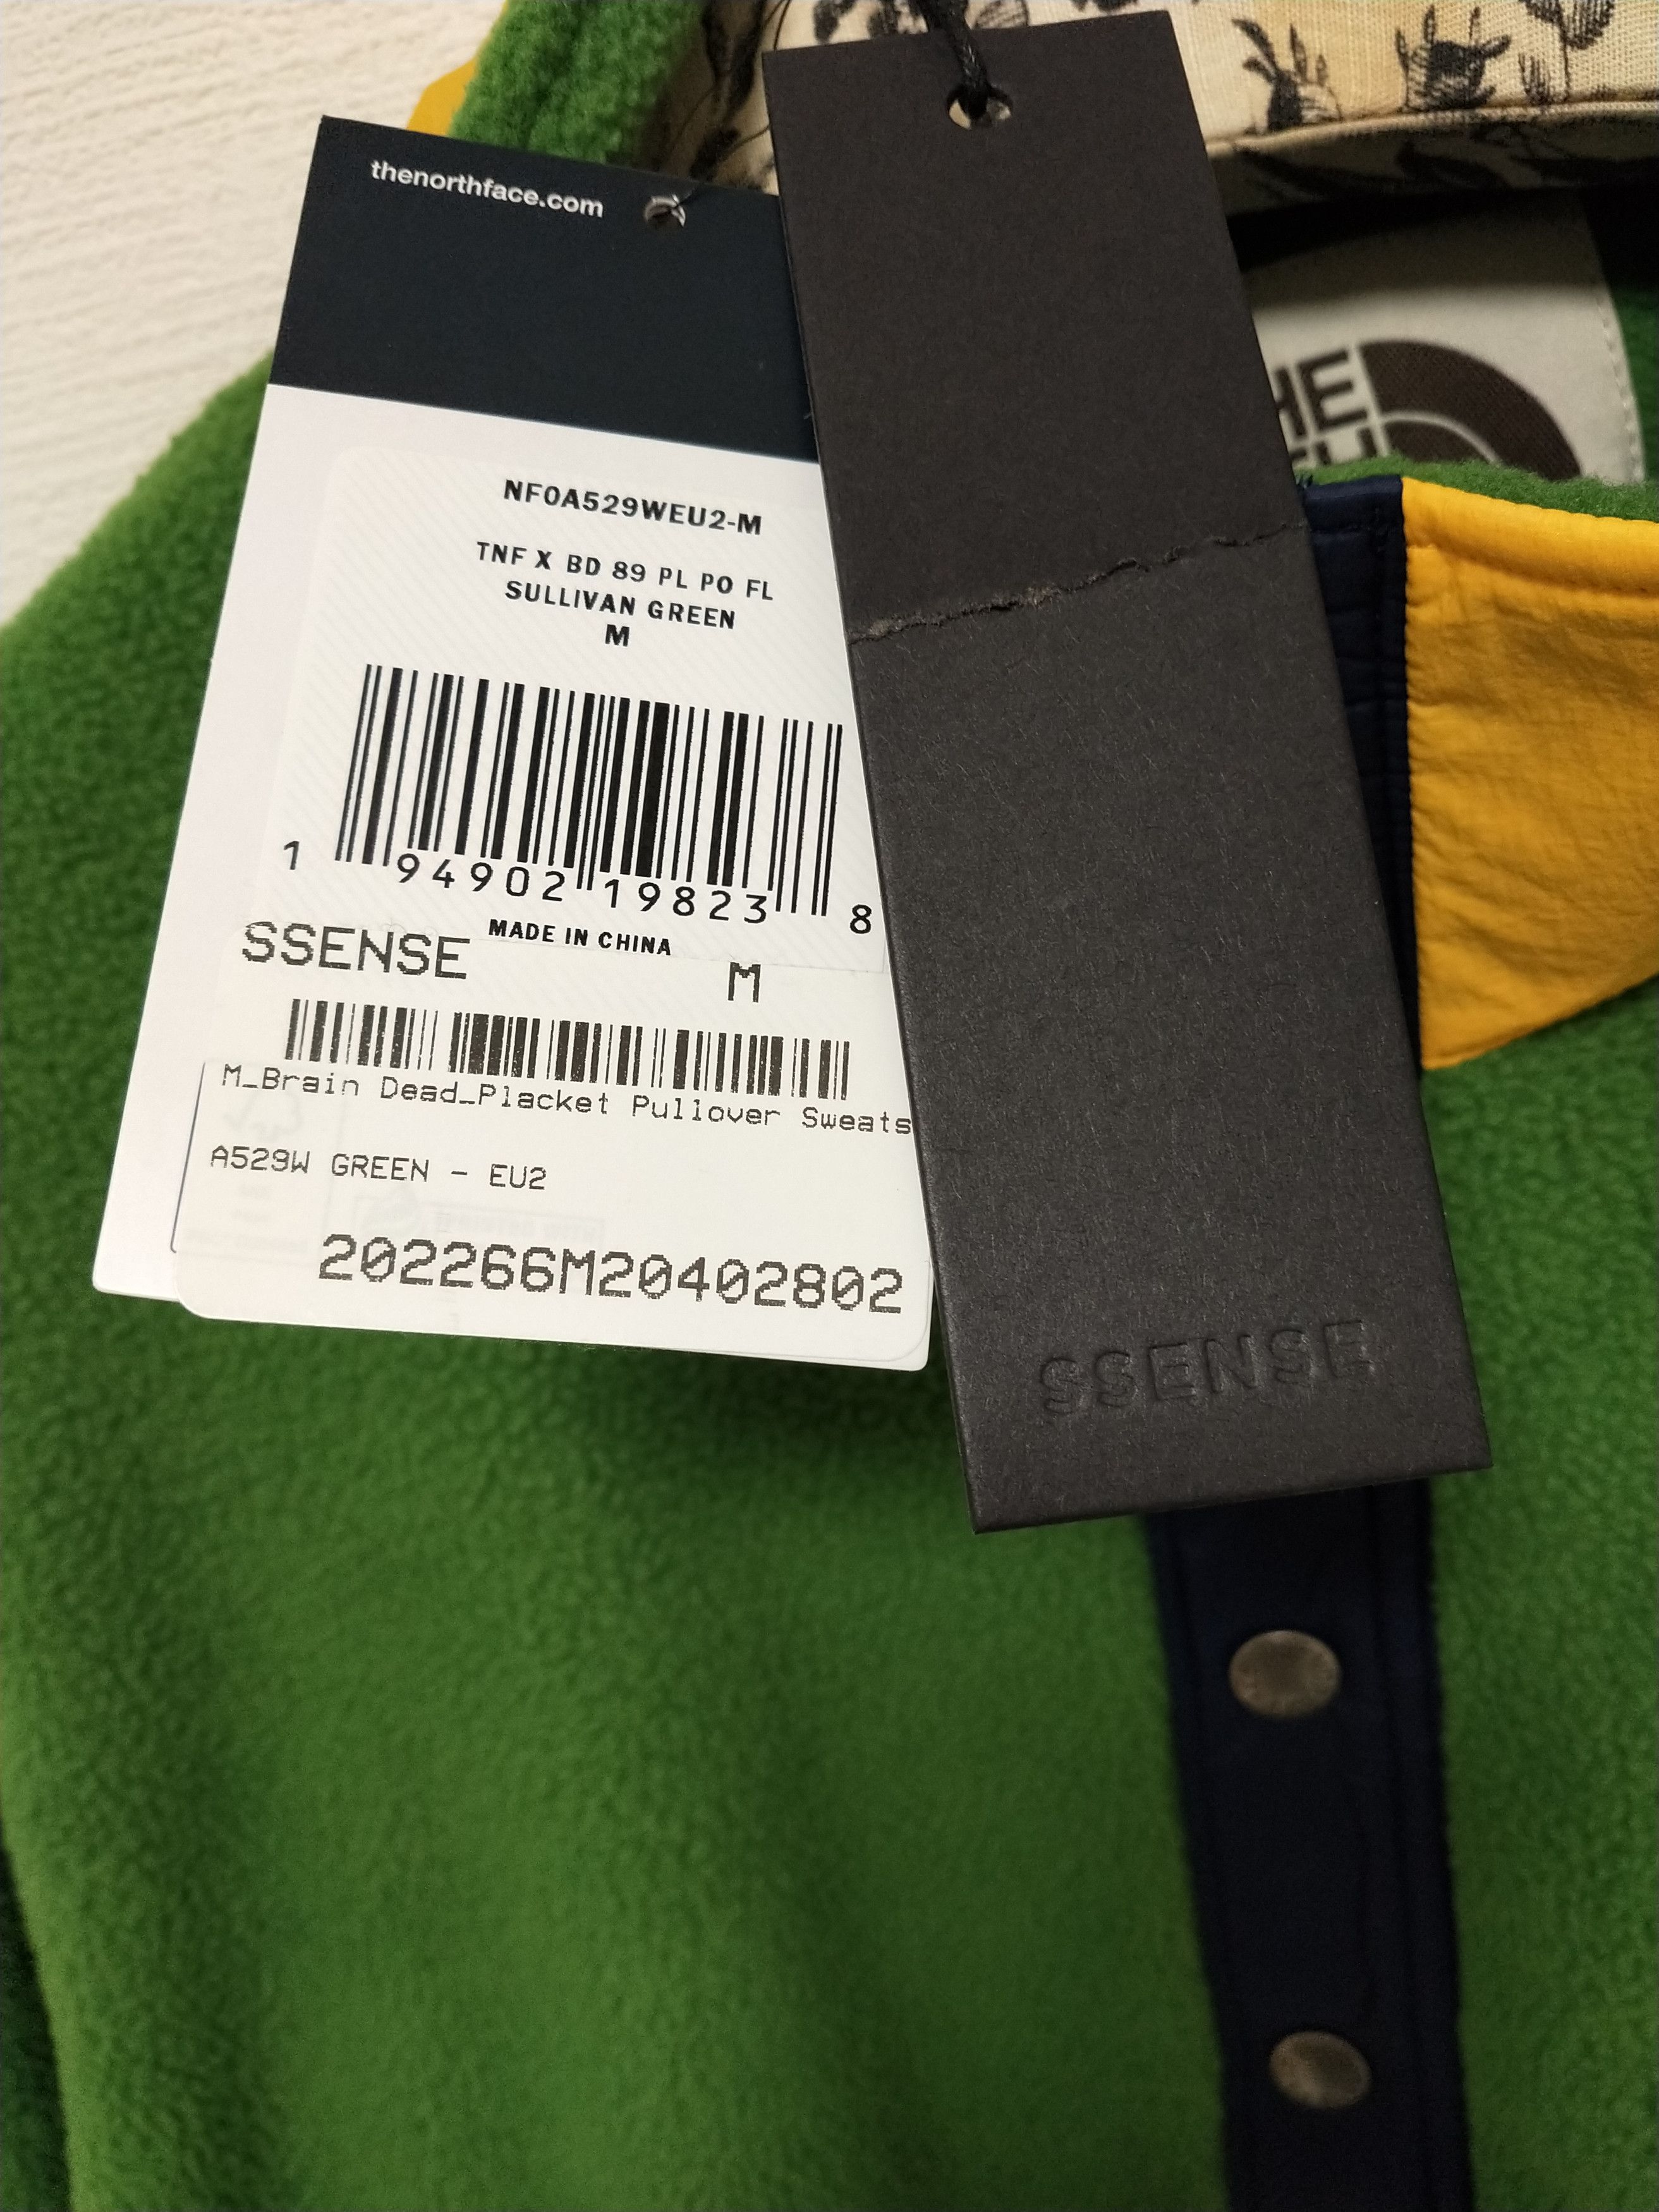 thenorthface.com
NF0A529WEU2-M
TNF X BD 89 PL PO FL
SULLIVAN GREEN
M
1 94902 19823 8
MADE IN CHINA
SSENSE M
M_Brain Dead_Placket Pullover Sweats
A529W GREEN - EU2
202266M20402802
SSENSE
HE